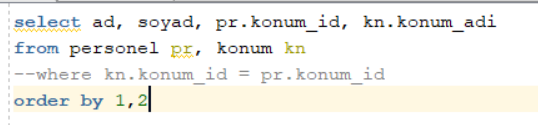 select ad, soyad, pr.konum_id, kn.konum_adi
from personel pr, konum kn
--where kn.konum_id = pr.konum_id
order by 1,2